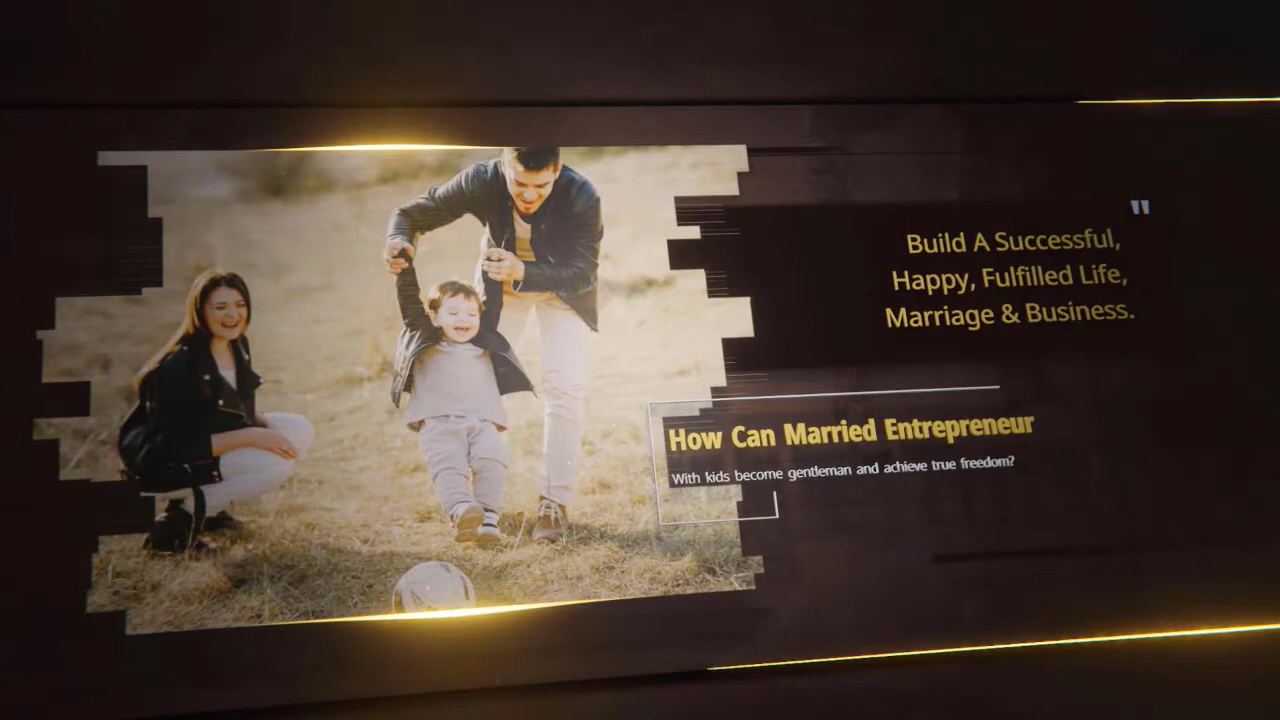 "
Build A Successful,
Happy, Fulfilled Life,
Marriage & Business.
How Can Married Entrepreneur
With kids become gentleman and achieve true freedom?